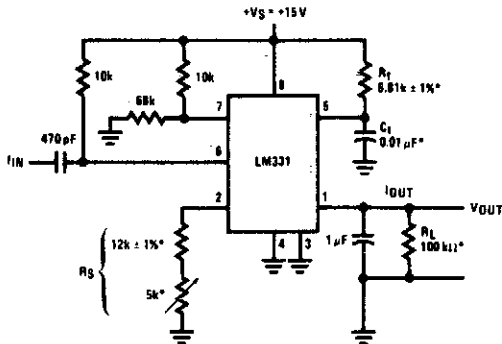 +VS = +15V
10k
10k
Rt
6.81k ± 1%*
68k
8
7
5
Ct
0.01 µF*
470 pF
fIN
6
LM331
IOUT
2
1
VOUT
RS
12k ± 1%*
4
3
1 µF
RL
100 kΩ*
5k*